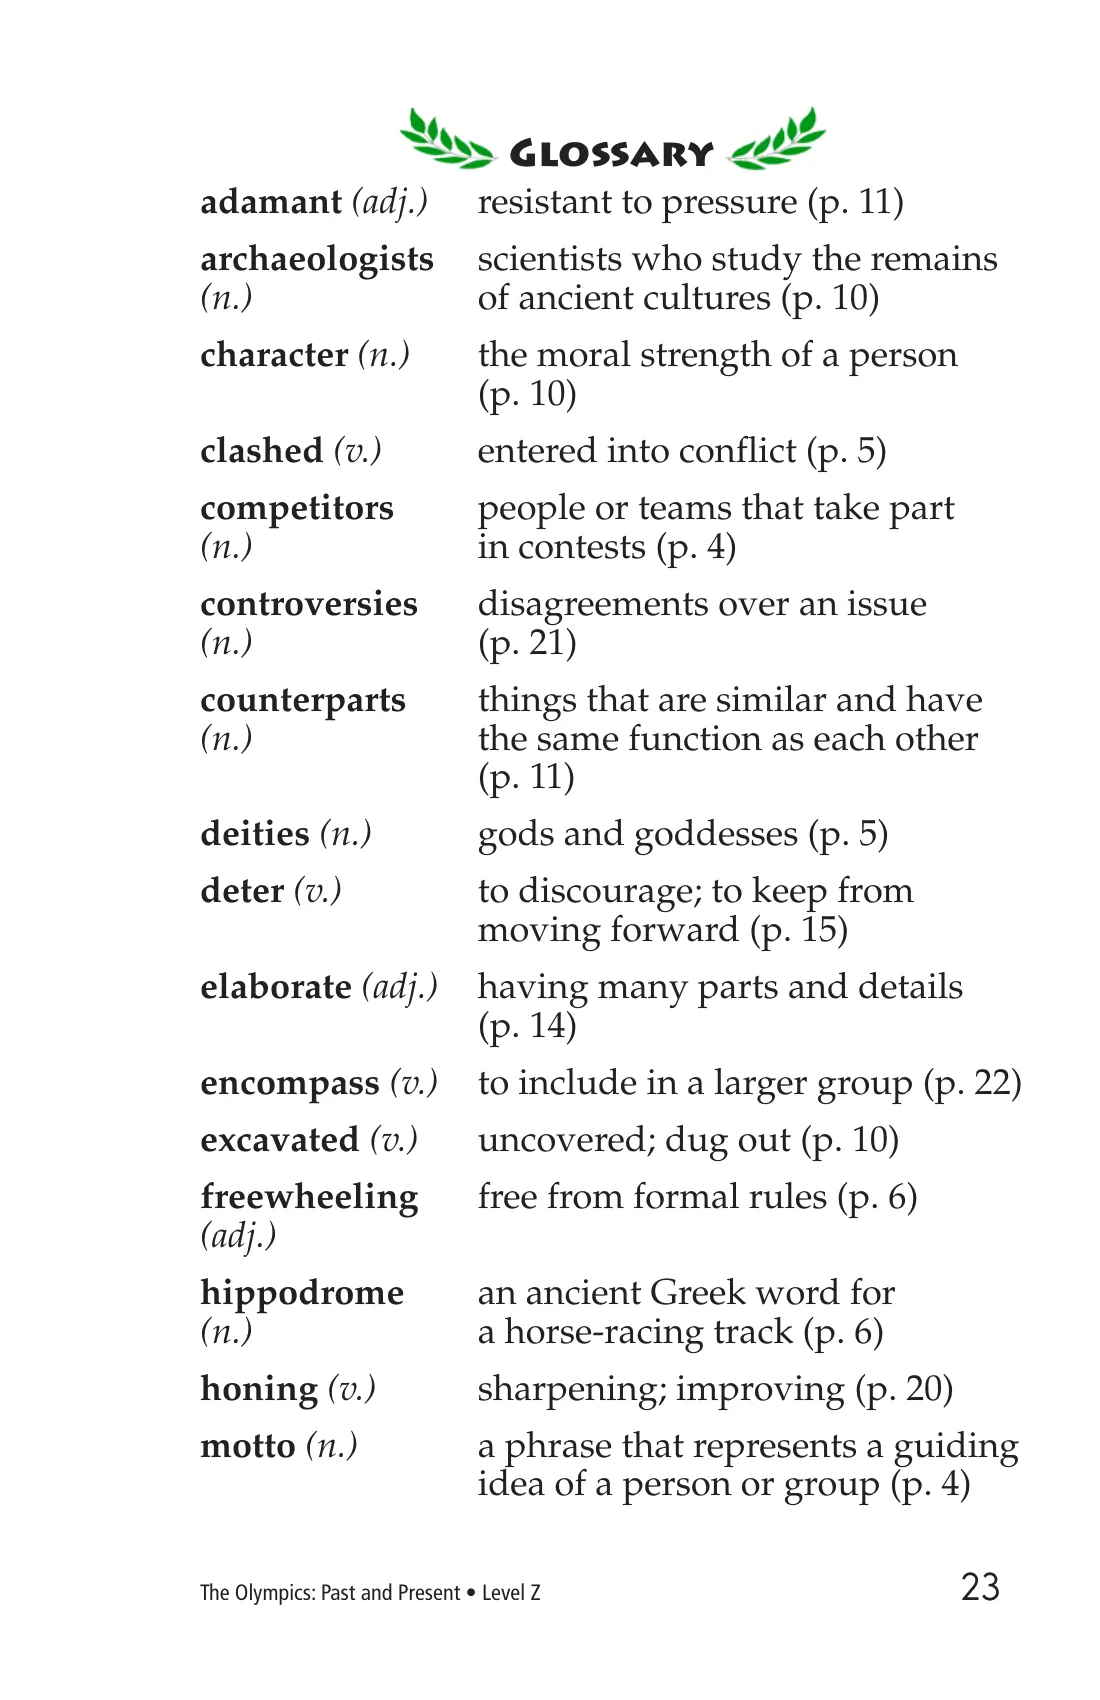 Glossary
adamant (adj.) resistant to pressure (p. 11)
archaeologists scientists who study the remains
(n.) of ancient cultures (p. 10)
character (n.) the moral strength of a person
(p. 10)
clashed (v.) entered into conflict (p. 5)
competitors people or teams that take part
(n.) in contests (p. 4)
controversies disagreements over an issue
(n.) (p. 21)
counterparts things that are similar and have
(n.) the same function as each other
(p. 11)
deities (n.) gods and goddesses (p. 5)
deter (v.) to discourage; to keep from
moving forward (p. 15)
elaborate (adj.) having many parts and details
(p. 14)
encompass (v.) to include in a larger group (p. 22)
excavated (v.) uncovered; dug out (p. 10)
freewheeling free from formal rules (p. 6)
(adj.)
hippodrome an ancient Greek word for
(n.) a horse-racing track (p. 6)
honing (v.) sharpening; improving (p. 20)
motto (n.) a phrase that represents a guiding
idea of a person or group (p. 4)
The Olympics: Past and Present • Level Z 23